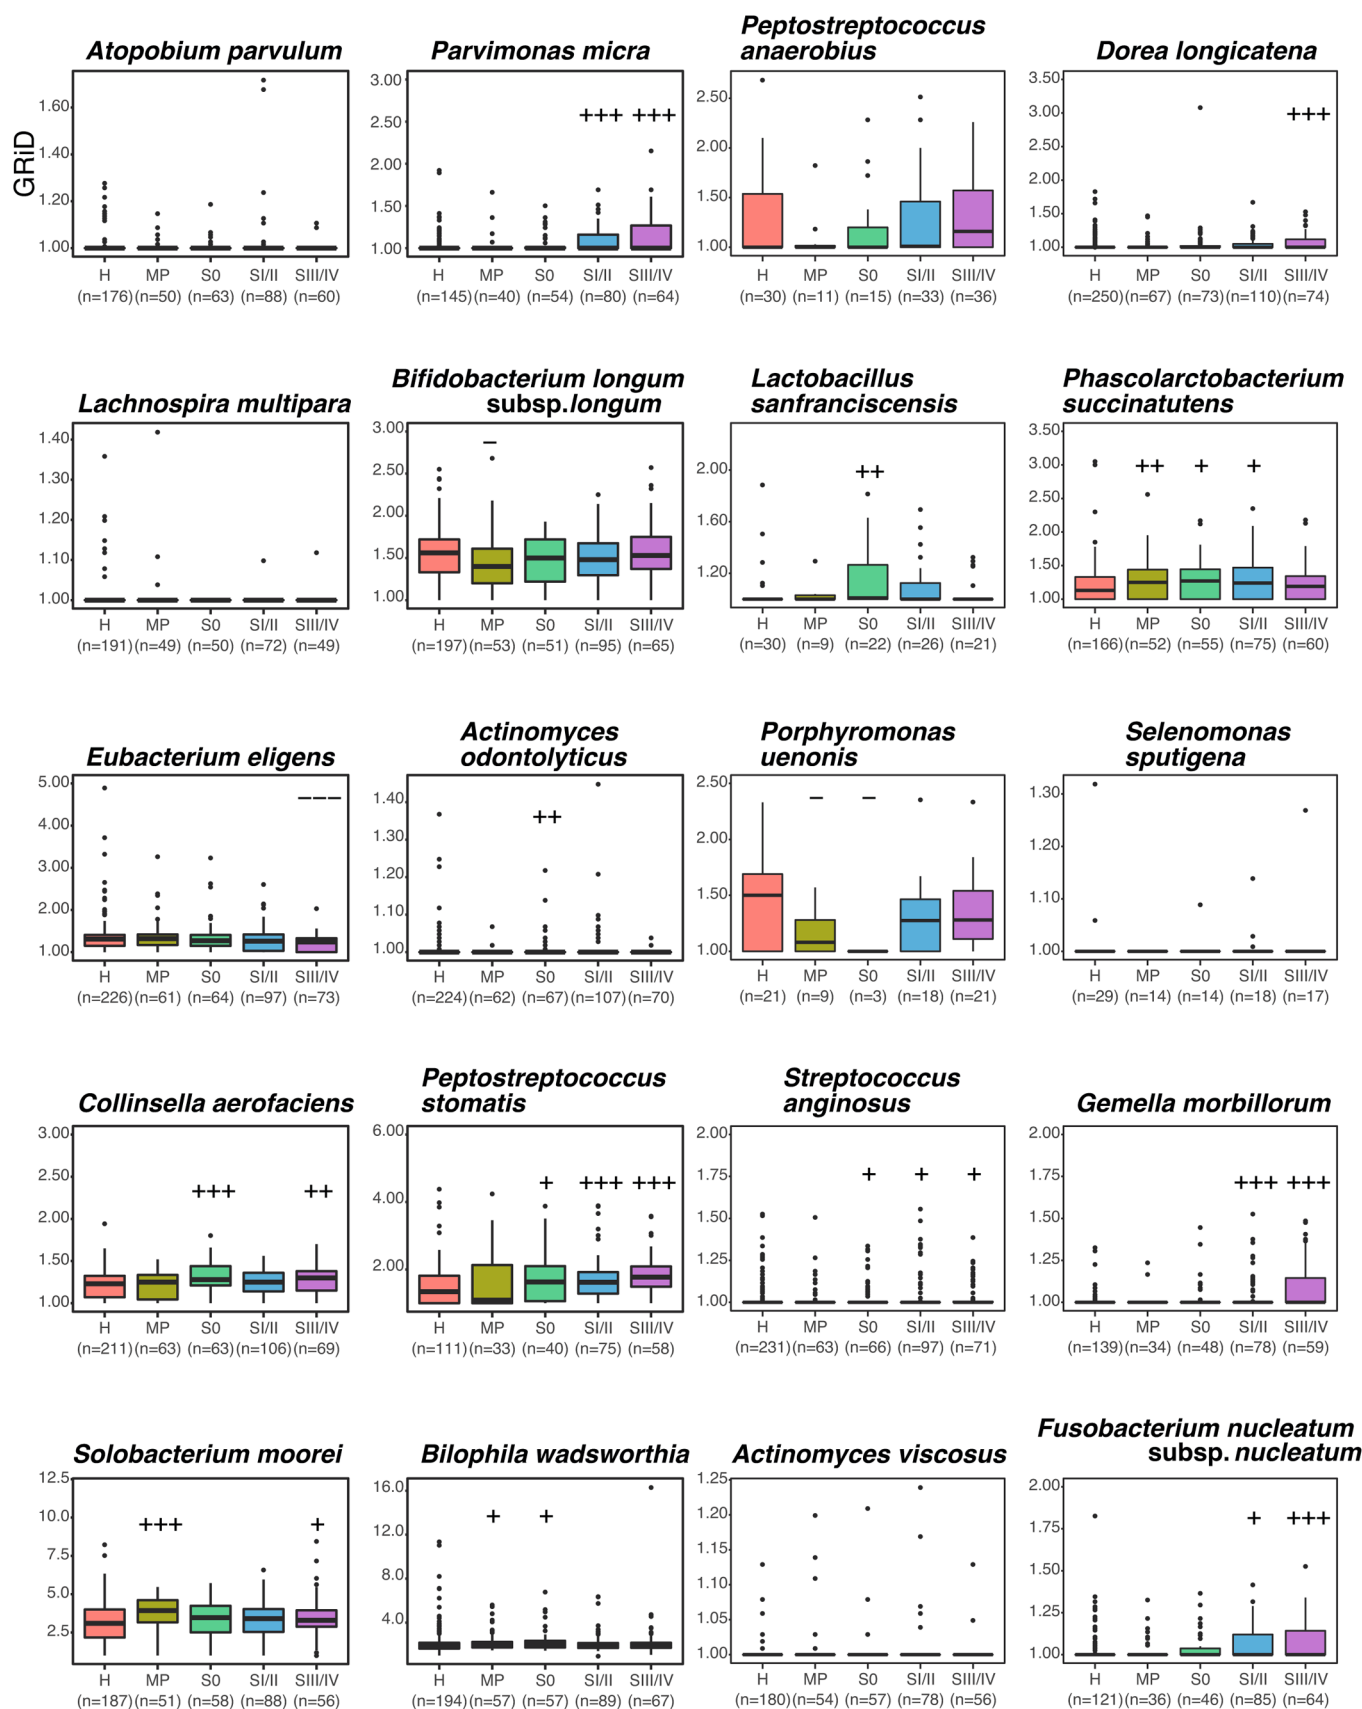 Peptostreptococcus
Atopobium parvulum Parvimonas micra anaerobius Dorea longicatena
GRiD
1.60
1.40
1.20
1.00
H MP S0 SI/II SIII/IV
(n=176) (n=50) (n=63) (n=88) (n=60)
3.00
2.50
2.00
1.50
1.00
+++ +++
H MP S0 SI/II SIII/IV
(n=145) (n=40) (n=54) (n=80) (n=64)
2.50
2.00
1.50
1.00
H MP S0 SI/II SIII/IV
(n=30) (n=11) (n=15) (n=33) (n=36)
3.50
3.00
2.50
2.00
1.50
1.00
+++
H MP S0 SI/II SIII/IV
(n=250) (n=67) (n=73) (n=110) (n=74)
Lachnospira multipara
1.40
1.30
1.20
1.10
1.00
H MP S0 SI/II SIII/IV
(n=191) (n=49) (n=50) (n=72) (n=49)
Bifidobacterium longum
subsp.longum
3.00
2.50
2.00
1.50
1.00
−
H MP S0 SI/II SIII/IV
(n=197) (n=53) (n=51) (n=95) (n=65)
Lactobacillus
sanfranciscensis
2.00
1.60
1.20
++
H MP S0 SI/II SIII/IV
(n=30) (n=9) (n=22) (n=26) (n=21)
Phascolarctobacterium
succinatutens
3.50
3.00
2.50
2.00
1.50
1.00
++ + +
H MP S0 SI/II SIII/IV
(n=166) (n=52) (n=55) (n=75) (n=60)
Eubacterium eligens
5.00
4.00
3.00
2.00
1.00
−−−
H MP S0 SI/II SIII/IV
(n=226) (n=61) (n=64) (n=97) (n=73)
Actinomyces
odontolyticus
1.40
1.30
1.20
1.10
1.00
++
H MP S0 SI/II SIII/IV
(n=224) (n=62) (n=67) (n=107) (n=70)
Porphyromonas
uenonis
2.50
2.00
1.50
1.00
− −
H MP S0 SI/II SIII/IV
(n=21) (n=9) (n=3) (n=18) (n=21)
Selenomonas
sputigena
1.30
1.20
1.10
1.00
H MP S0 SI/II SIII/IV
(n=29) (n=14) (n=14) (n=18) (n=17)
Collinsella aerofaciens
3.00
2.50
2.00
1.50
1.00
+++ ++
H MP S0 SI/II SIII/IV
(n=211) (n=63) (n=63) (n=106) (n=69)
Peptostreptococcus
stomatis
6.00
4.00
2.00
+ +++ +++
H MP S0 SI/II SIII/IV
(n=111) (n=33) (n=40) (n=75) (n=58)
Streptococcus
anginosus
2.00
1.75
1.50
1.25
1.00
+ + +
H MP S0 SI/II SIII/IV
(n=231) (n=63) (n=66) (n=97) (n=71)
Gemella morbillorum
2.00
1.75
1.50
1.25
1.00
+++ +++
H MP S0 SI/II SIII/IV
(n=139) (n=34) (n=48) (n=78) (n=59)
Solobacterium moorei
12.5
10.0
7.5
5.0
2.5
+++ +
H MP S0 SI/II SIII/IV
(n=187) (n=51) (n=58) (n=88) (n=56)
Bilophila wadsworthia
16.0
12.0
8.0
4.0
+ +
H MP S0 SI/II SIII/IV
(n=194) (n=57) (n=57) (n=89) (n=67)
Actinomyces viscosus
1.25
1.20
1.15
1.10
1.05
1.00
H MP S0 SI/II SIII/IV
(n=180) (n=54) (n=57) (n=78) (n=56)
Fusobacterium nucleatum
subsp. nucleatum
2.00
1.75
1.50
1.25
1.00
+ +++
H MP S0 SI/II SIII/IV
(n=121) (n=36) (n=46) (n=85) (n=64)